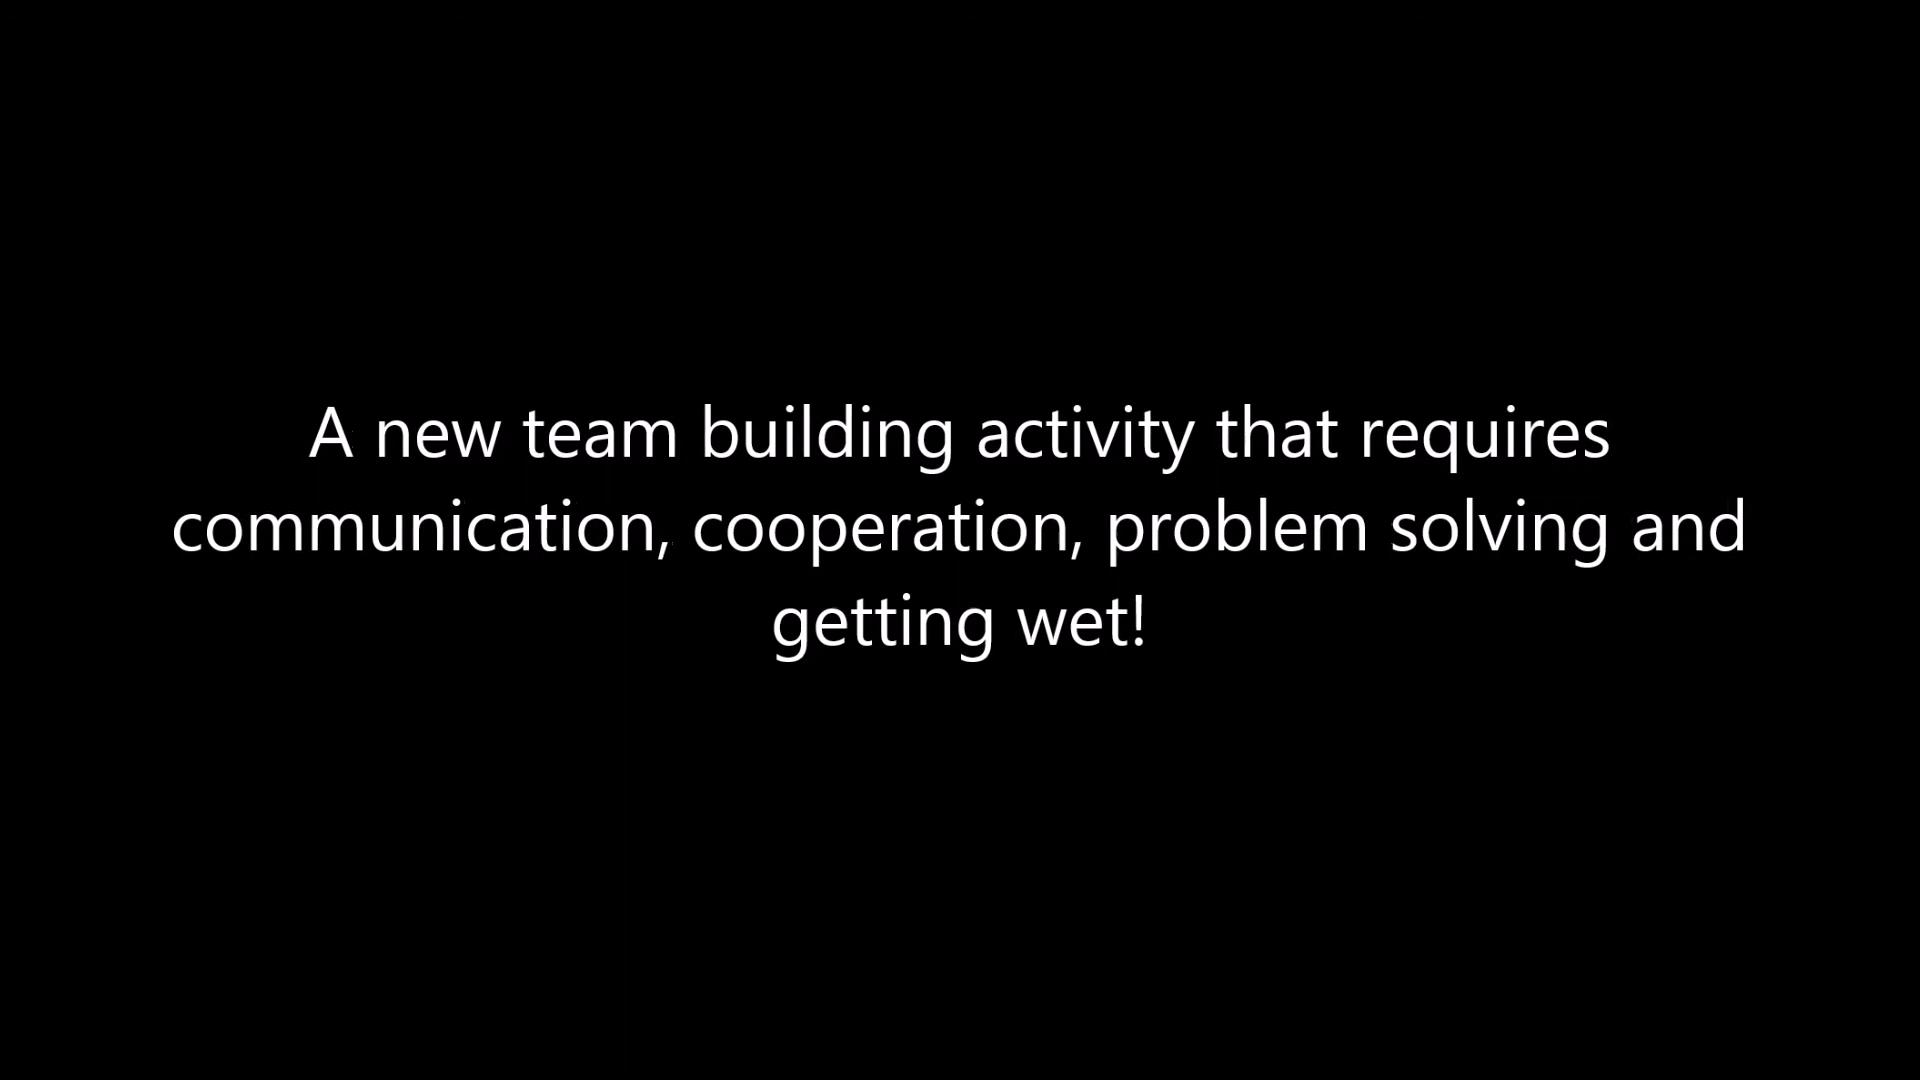 A new team building activity that requires
communication, cooperation, problem solving and
getting wet!